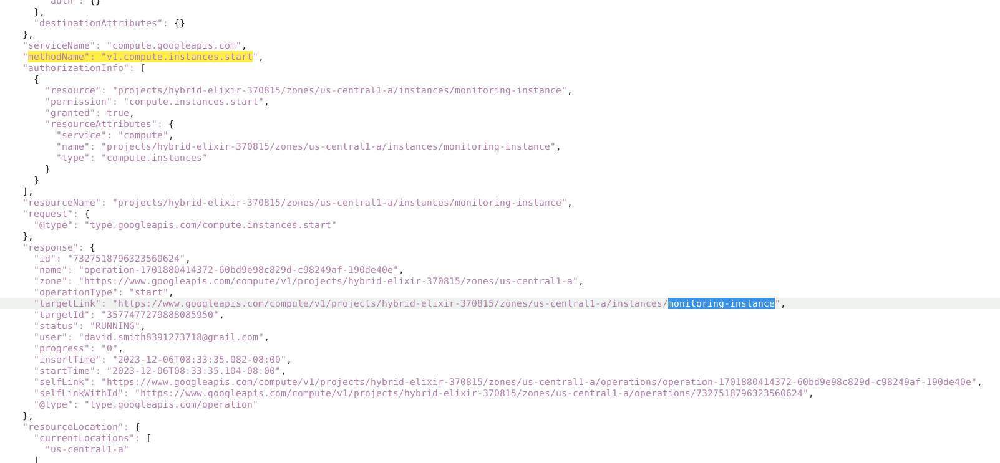 "auth": {}
},
"destinationAttributes": {}
},
"serviceName": "compute.googleapis.com",
"methodName": "v1.compute.instances.start",
"authorizationInfo": [
{
"resource": "projects/hybrid-elixir-370815/zones/us-central1-a/instances/monitoring-instance",
"permission": "compute.instances.start",
"granted": true,
"resourceAttributes": {
"service": "compute",
"name": "projects/hybrid-elixir-370815/zones/us-central1-a/instances/monitoring-instance",
"type": "compute.instances"
}
}
],
"resourceName": "projects/hybrid-elixir-370815/zones/us-central1-a/instances/monitoring-instance",
"request": {
"@type": "type.googleapis.com/compute.instances.start"
},
"response": {
"id": "7327518796323560624",
"name": "operation-1701880414372-60bd9e98c829d-c98249af-190de40e",
"zone": "https://www.googleapis.com/compute/v1/projects/hybrid-elixir-370815/zones/us-central1-a",
"operationType": "start",
"targetLink": "https://www.googleapis.com/compute/v1/projects/hybrid-elixir-370815/zones/us-central1-a/instances/monitoring-instance",
"targetId": "3577477279888085950",
"status": "RUNNING",
"user": "david.smith8391273718@gmail.com",
"progress": "0",
"insertTime": "2023-12-06T08:33:35.082-08:00",
"startTime": "2023-12-06T08:33:35.104-08:00",
"selfLink": "https://www.googleapis.com/compute/v1/projects/hybrid-elixir-370815/zones/us-central1-a/operations/operation-1701880414372-60bd9e98c829d-c98249af-190de40e",
"selfLinkWithId": "https://www.googleapis.com/compute/v1/projects/hybrid-elixir-370815/zones/us-central1-a/operations/7327518796323560624",
"@type": "type.googleapis.com/operation"
},
"resourceLocation": {
"currentLocations": [
"us-central1-a"
]